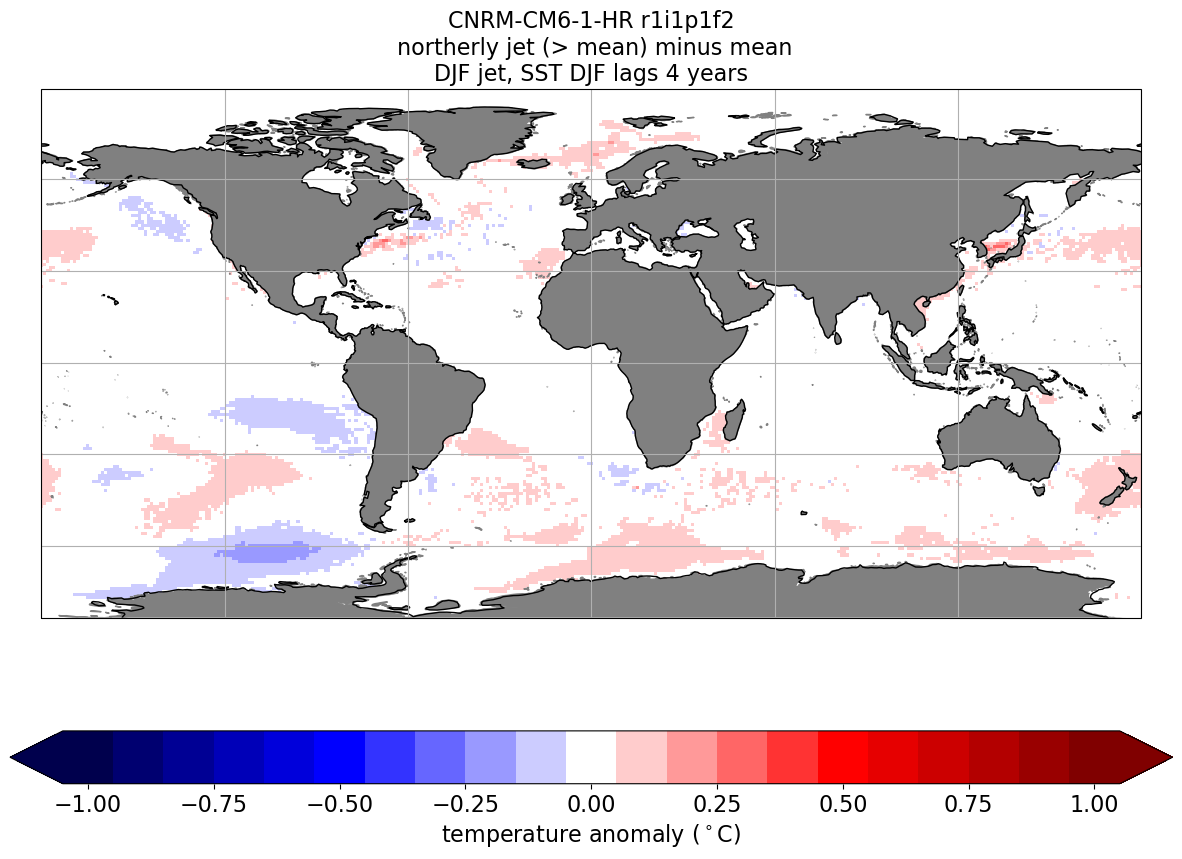 CNRM-CM6-1-HR r1i1p1f2
northerly jet (> mean) minus mean
DJF jet, SST DJF lags 4 years
−1.00 −0.75 −0.50 −0.25 0.00 0.25 0.50 0.75 1.00
temperature anomaly (°C)